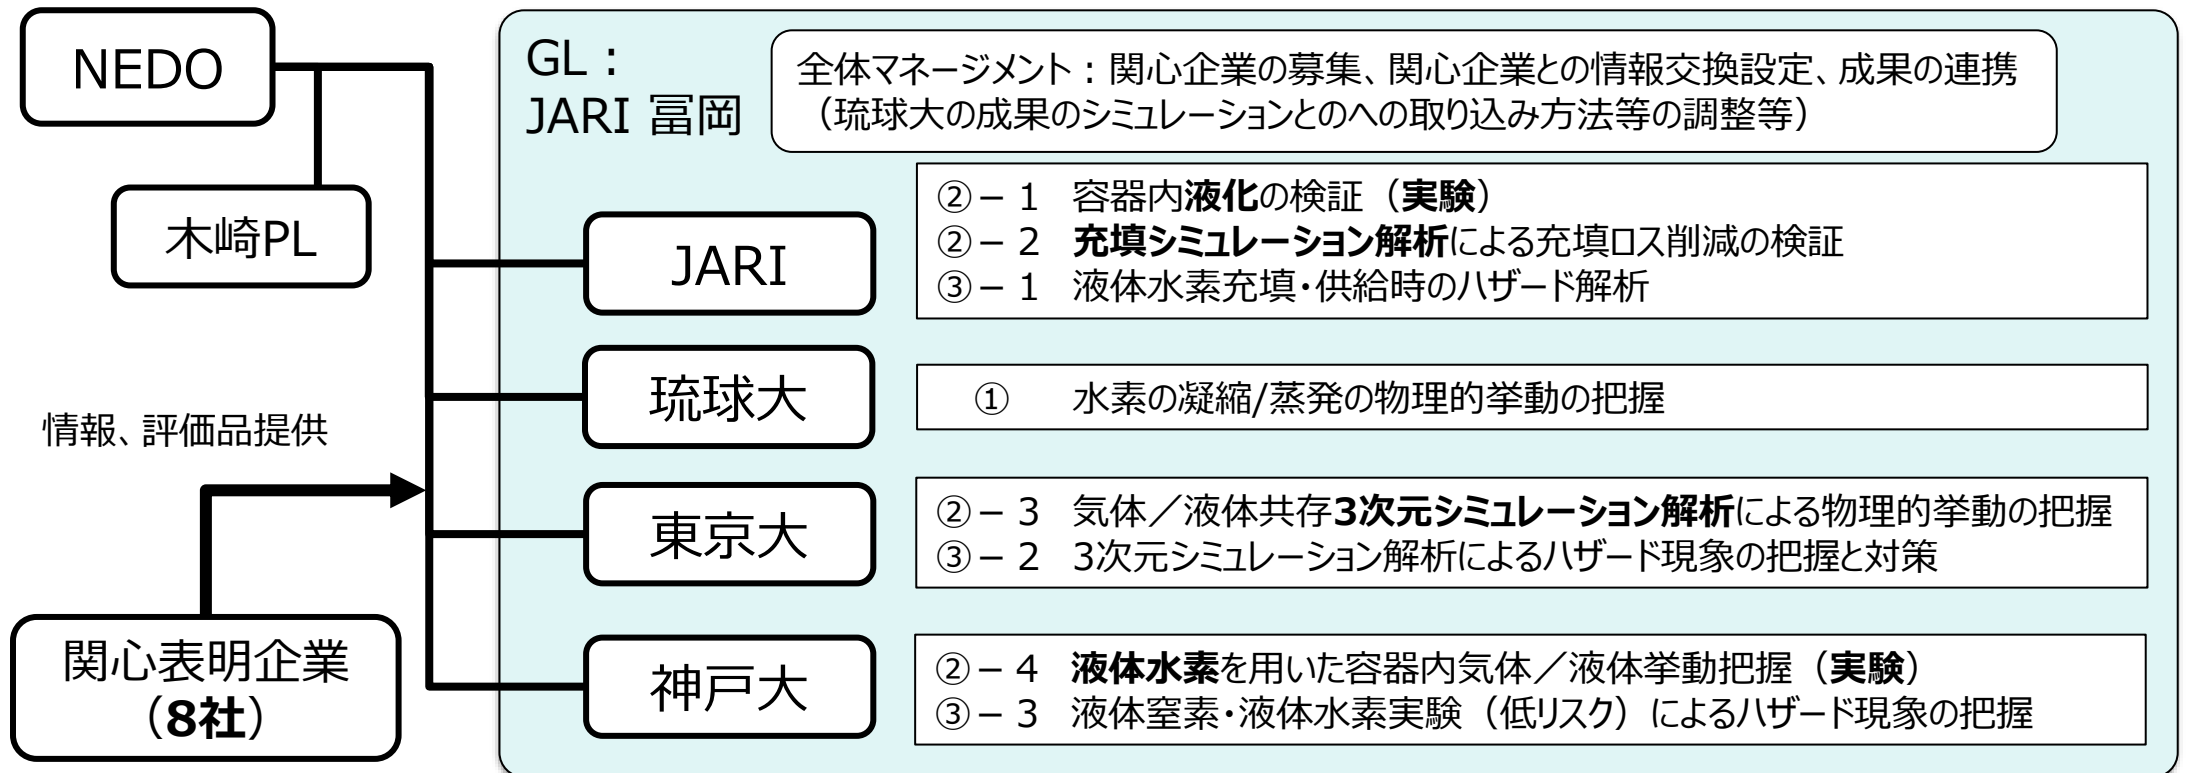 NEDO
木崎PL
情報、評価品提供
関心表明企業
（8社）
GL：
JARI 冨岡
全体マネージメント：関心企業の募集、関心企業との情報交換設定、成果の連携
（琉球大の成果のシミュレーションとのへの取り込み方法等の調整等）
JARI
②－１ 容器内液化の検証（実験）
②－２ 充填シミュレーション解析による充填ロス削減の検証
③－１ 液体水素充填・供給時のハザード解析
琉球大
① 水素の凝縮/蒸発の物理的挙動の把握
東京大
②－３ 気体／液体共存3次元シミュレーション解析による物理的挙動の把握
③－２ 3次元シミュレーション解析によるハザード現象の把握と対策
神戸大
②－４ 液体水素を用いた容器内気体／液体挙動把握（実験）
③－３ 液体窒素・液体水素実験（低リスク）によるハザード現象の把握